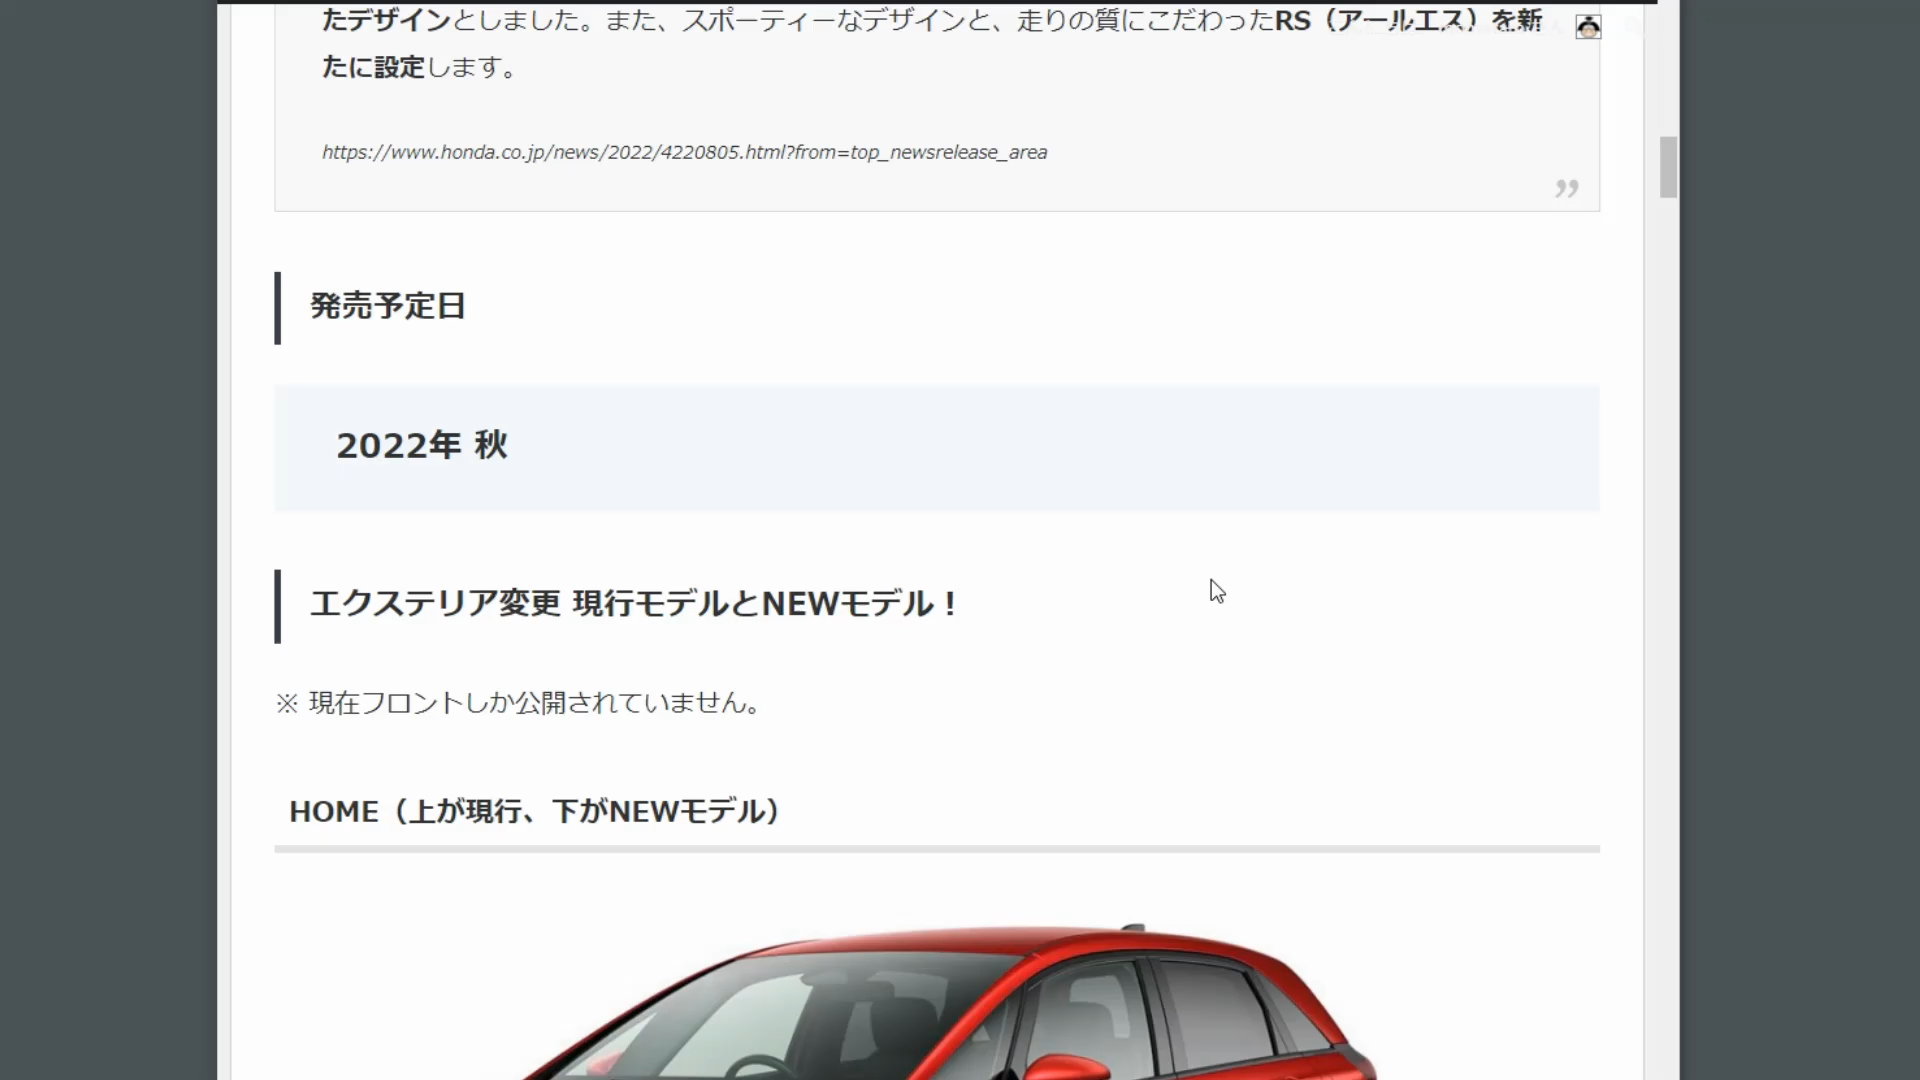 たデザインとしました。また、スポーティーなデザインと、走りの質にこだわったRS（アールエス）を新
たに設定します。
https://www.honda.co.jp/news/2022/4220805.html?from=top_newsrelease_area
”
発売予定日
2022年 秋
エクステリア変更 現行モデルとNEWモデル！
※ 現在フロントしか公開されていません。
HOME（上が現行、下がNEWモデル）